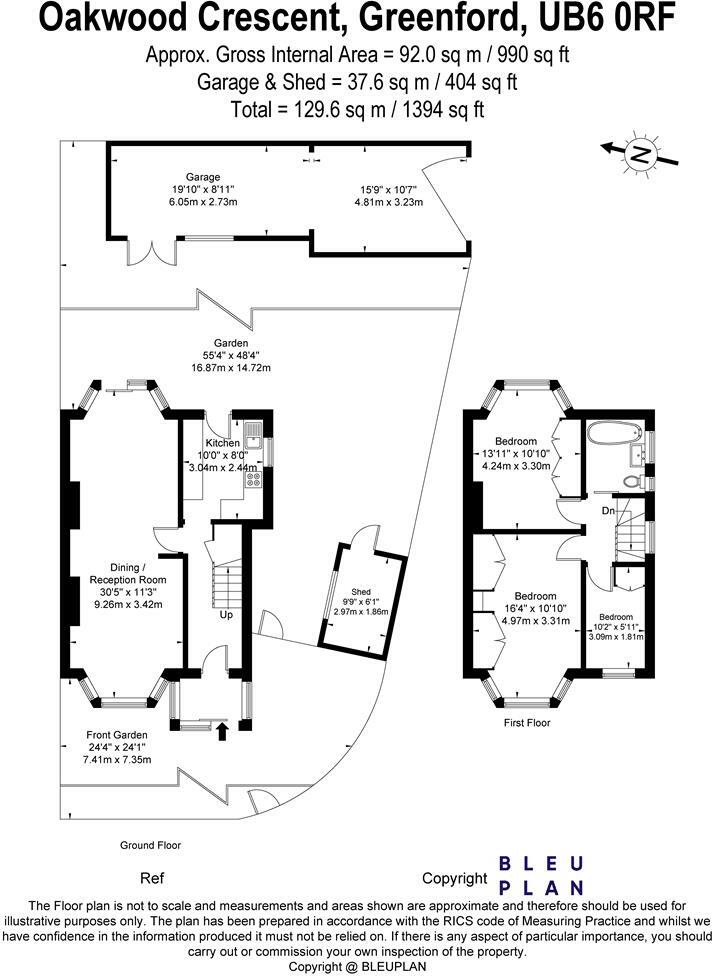 Oakwood Crescent, Greenford, UB6 0RF
Approx. Gross Internal Area = 92.0 sq m / 990 sq ft
Garage & Shed = 37.6 sq m / 404 sq ft
Total = 129.6 sq m / 1394 sq ft
N
Garage
19'10" x 8'11"
6.05m x 2.73m
15'9" x 10'7"
4.81m x 3.23m
Garden
55'4" x 48'4"
16.87m x 14.72m
Kitchen
10'0" x 8'0"
3.04m x 2.44m
Bedroom
13'11" x 10'10"
4.24m x 3.30m
Dn
Dining /
Reception Room
30'5" x 11'3"
9.26m x 3.42m
Up
Shed
9'9" x 6'1"
2.97m x 1.86m
Bedroom
16'4" x 10'10"
4.97m x 3.31m
Bedroom
10'2" x 5'11"
3.09m x 1.81m
First Floor
Front Garden
24'4" x 24'1"
7.41m x 7.35m
Ground Floor
Ref
Copyright
BLEU
PLAN
The Floor plan is not to scale and measurements and areas shown are approximate and therefore should be used for
illustrative purposes only. The plan has been prepared in accordance with the RICS code of Measuring Practice and whilst we
have confidence in the information produced it must not be relied on. If there is any aspect of particular importance, you should
carry out or commission your own inspection of the property.
Copyright @ BLEUPLAN